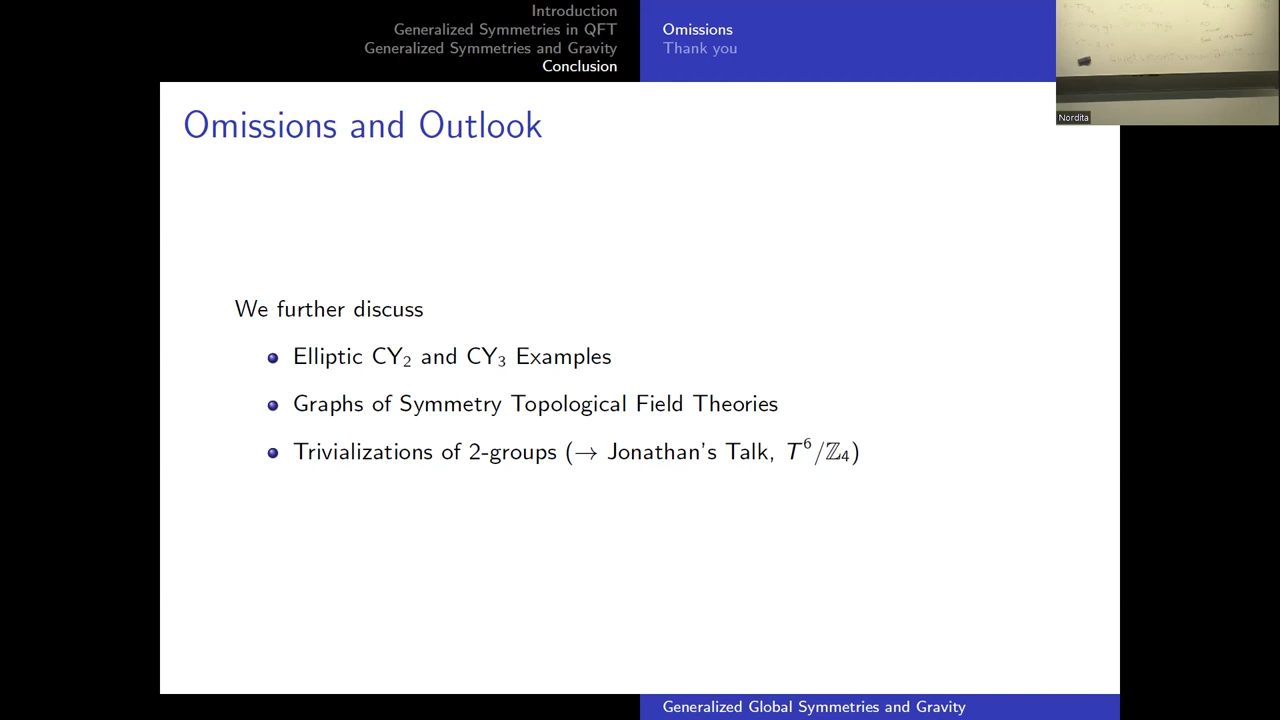 Introduction
Generalized Symmetries in QFT
Generalized Symmetries and Gravity
Conclusion
Omissions
Thank you
Nordita
Omissions and Outlook
We further discuss
Elliptic CY₂ and CY₃ Examples
Graphs of Symmetry Topological Field Theories
Trivializations of 2-groups (→ Jonathan's Talk, T⁶/ℤ₄)
Generalized Global Symmetries and Gravity